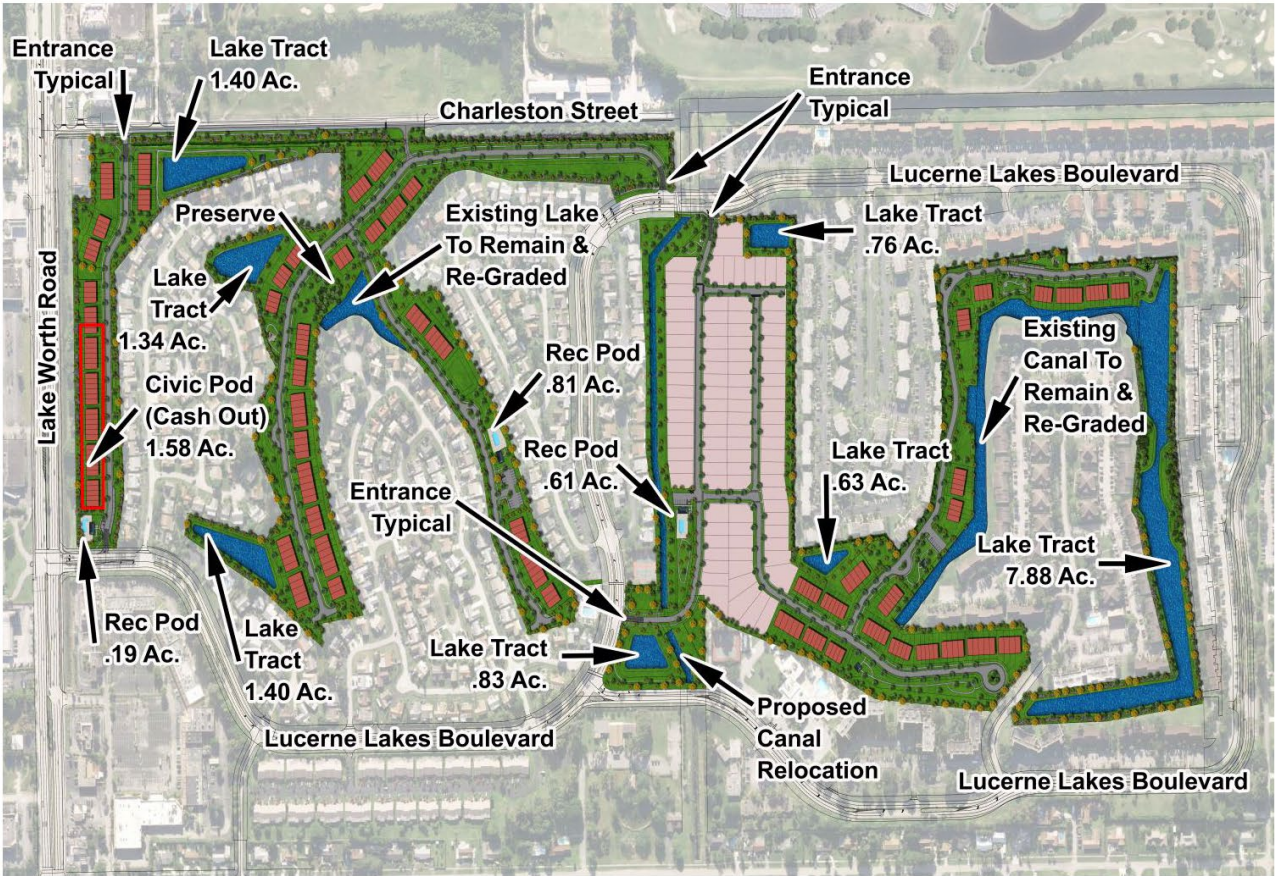 Entrance
Typical
Lake Tract
1.40 Ac.
Charleston Street
Entrance
Typical
Lucerne Lakes Boulevard
Preserve
Existing Lake
To Remain &
Re-Graded
Lake Tract
.76 Ac.
Lake
Tract
1.34 Ac.
Lake Worth Road
Civic Pod
(Cash Out)
1.58 Ac.
Rec Pod
.81 Ac.
Rec Pod
.61 Ac.
Existing
Canal To
Remain &
Re-Graded
Lake Tract
.63 Ac.
Entrance
Typical
Lake Tract
7.88 Ac.
Rec Pod
.19 Ac.
Lake
Tract
1.40 Ac.
Lake Tract
.83 Ac.
Proposed
Canal
Relocation
Lucerne Lakes Boulevard
Lucerne Lakes Boulevard